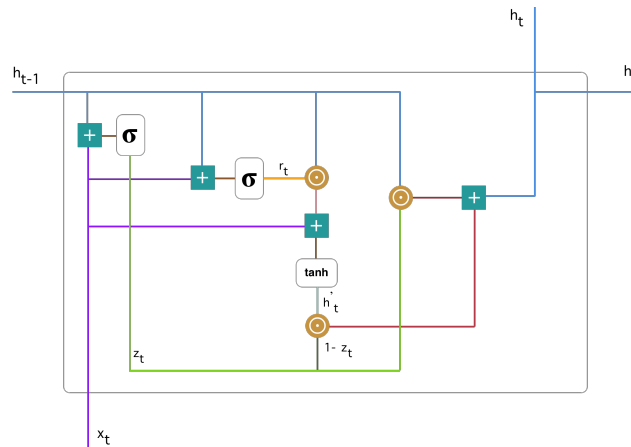 h_t
h_t-1
h
σ
σ
r_t
tanh
h'_t
z_t
1- z_t
x_t